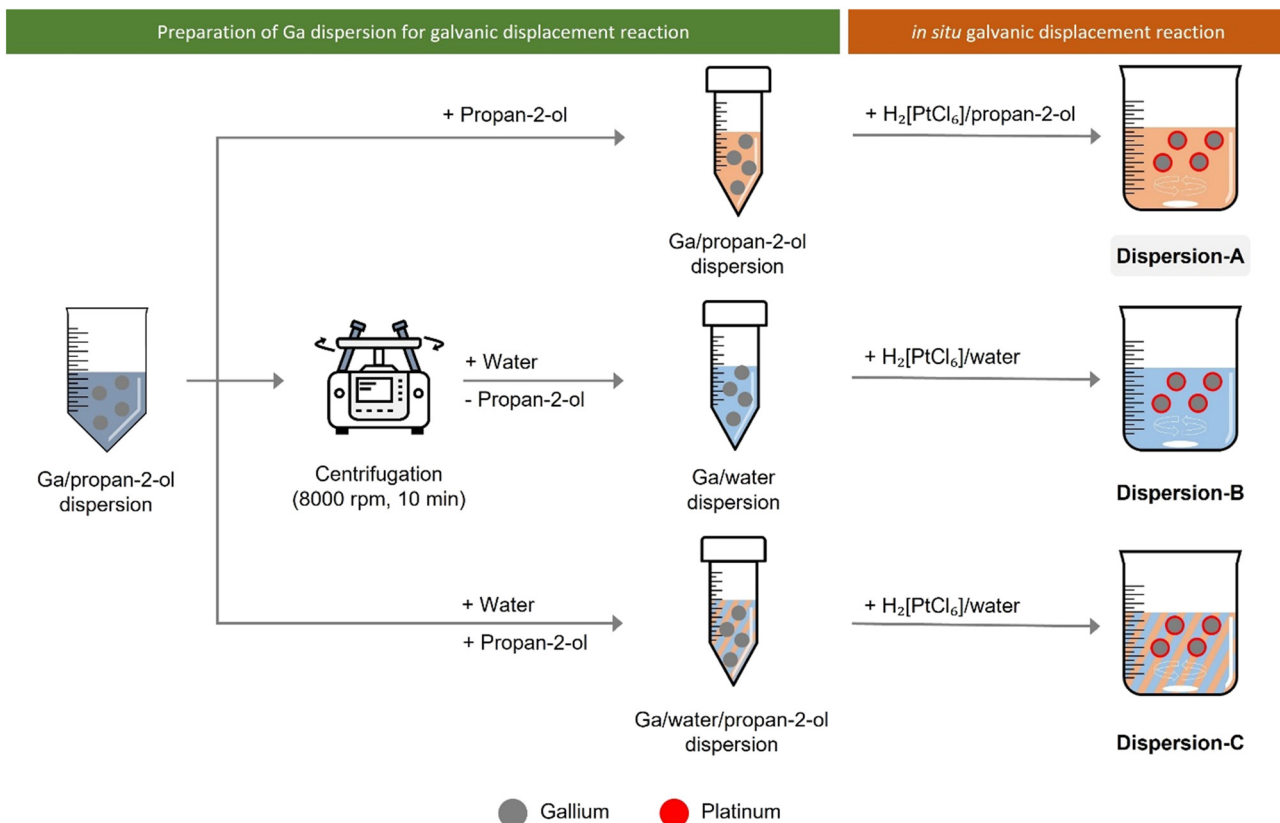 Preparation of Ga dispersion for galvanic displacement reaction
in situ galvanic displacement reaction
+ Propan-2-ol
+ H₂[PtCl₆]/propan-2-ol
Ga/propan-2-ol
dispersion
Dispersion-A
+ Water
- Propan-2-ol
+ H₂[PtCl₆]/water
Ga/propan-2-ol
dispersion
Centrifugation
(8000 rpm, 10 min)
Ga/water
dispersion
Dispersion-B
+ Water
+ Propan-2-ol
+ H₂[PtCl₆]/water
Ga/water/propan-2-ol
dispersion
Dispersion-C
Gallium
Platinum